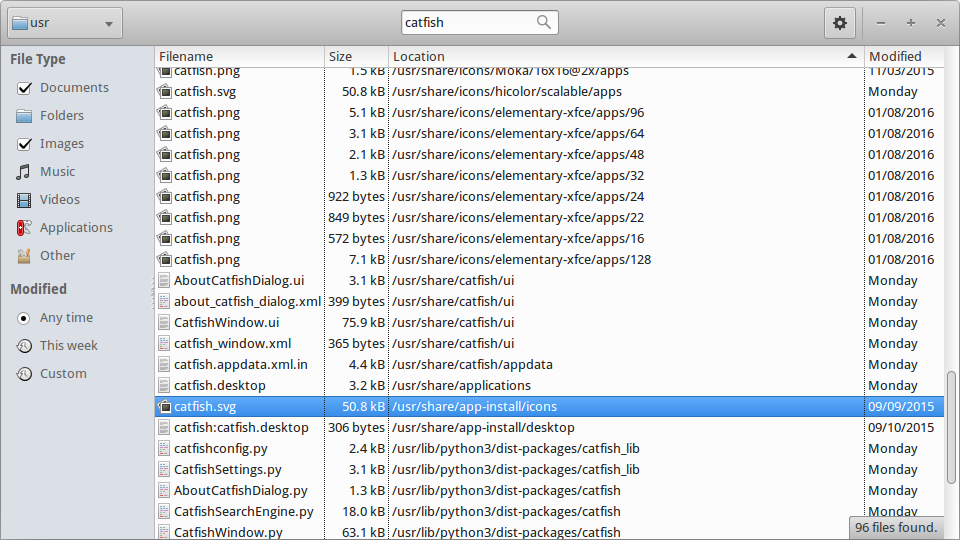 usr
catfish
File Type
Documents
Folders
Images
Music
Videos
Applications
Other
Modified
Any time
This week
Custom
Filename Size Location Modified
catfish.png 1.5 kB /usr/share/icons/Moka/16x16@2x/apps 11/03/2015
catfish.svg 50.8 kB /usr/share/icons/hicolor/scalable/apps Monday
catfish.png 5.1 kB /usr/share/icons/elementary-xfce/apps/96 01/08/2016
catfish.png 3.1 kB /usr/share/icons/elementary-xfce/apps/64 01/08/2016
catfish.png 2.1 kB /usr/share/icons/elementary-xfce/apps/48 01/08/2016
catfish.png 1.3 kB /usr/share/icons/elementary-xfce/apps/32 01/08/2016
catfish.png 922 bytes /usr/share/icons/elementary-xfce/apps/24 01/08/2016
catfish.png 849 bytes /usr/share/icons/elementary-xfce/apps/22 01/08/2016
catfish.png 572 bytes /usr/share/icons/elementary-xfce/apps/16 01/08/2016
catfish.png 7.1 kB /usr/share/icons/elementary-xfce/apps/128 01/08/2016
AboutCatfishDialog.ui 3.1 kB /usr/share/catfish/ui Monday
about_catfish_dialog.xml 399 bytes /usr/share/catfish/ui Monday
CatfishWindow.ui 75.9 kB /usr/share/catfish/ui Monday
catfish_window.xml 365 bytes /usr/share/catfish/ui Monday
catfish.appdata.xml.in 4.4 kB /usr/share/catfish/appdata Monday
catfish.desktop 3.2 kB /usr/share/applications Monday
catfish.svg 50.8 kB /usr/share/app-install/icons 09/09/2015
catfish:catfish.desktop 306 bytes /usr/share/app-install/desktop 09/10/2015
catfishconfig.py 2.4 kB /usr/lib/python3/dist-packages/catfish_lib Monday
CatfishSettings.py 3.1 kB /usr/lib/python3/dist-packages/catfish_lib Monday
AboutCatfishDialog.py 1.3 kB /usr/lib/python3/dist-packages/catfish Monday
CatfishSearchEngine.py 18.0 kB /usr/lib/python3/dist-packages/catfish Monday
CatfishWindow.py 63.1 kB /usr/lib/python3/dist-packages/catfish
96 files found.